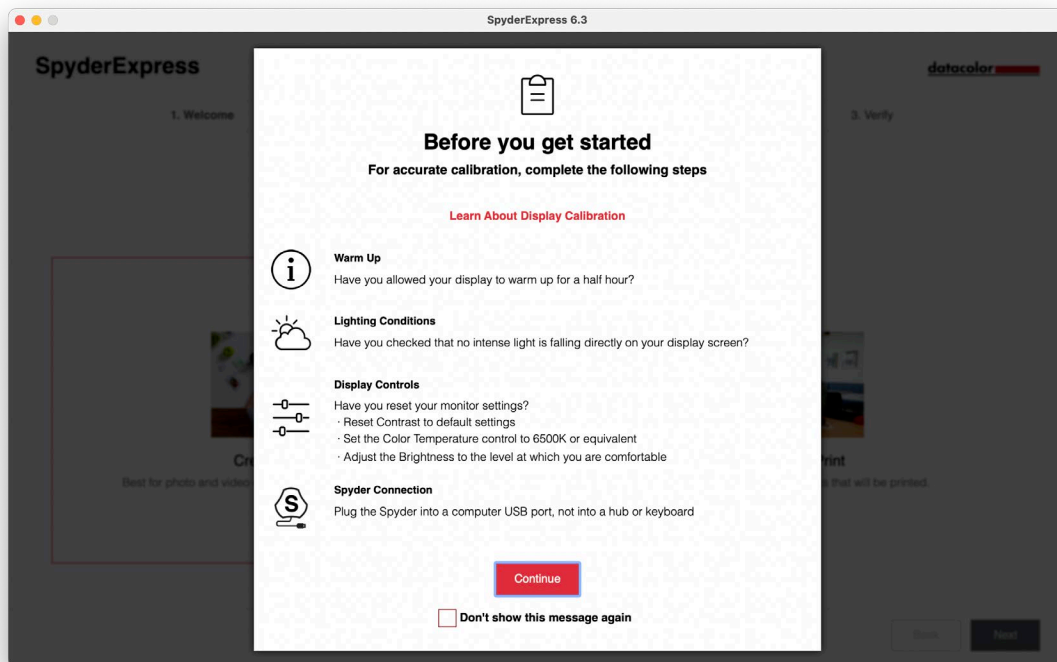 SpyderExpress 6.3
SpyderExpress
datacolor
1. Welcome
3. Verify
Before you get started
For accurate calibration, complete the following steps
Learn About Display Calibration
i
Warm Up
Have you allowed your display to warm up for a half hour?
Lighting Conditions
Have you checked that no intense light is falling directly on your display screen?
Display Controls
Have you reset your monitor settings?
· Reset Contrast to default settings
· Set the Color Temperature control to 6500K or equivalent
· Adjust the Brightness to the level at which you are comfortable
S
Spyder Connection
Plug the Spyder into a computer USB port, not into a hub or keyboard
Best for photo and video
that will be printed.
Continue
Don't show this message again
Back
Next